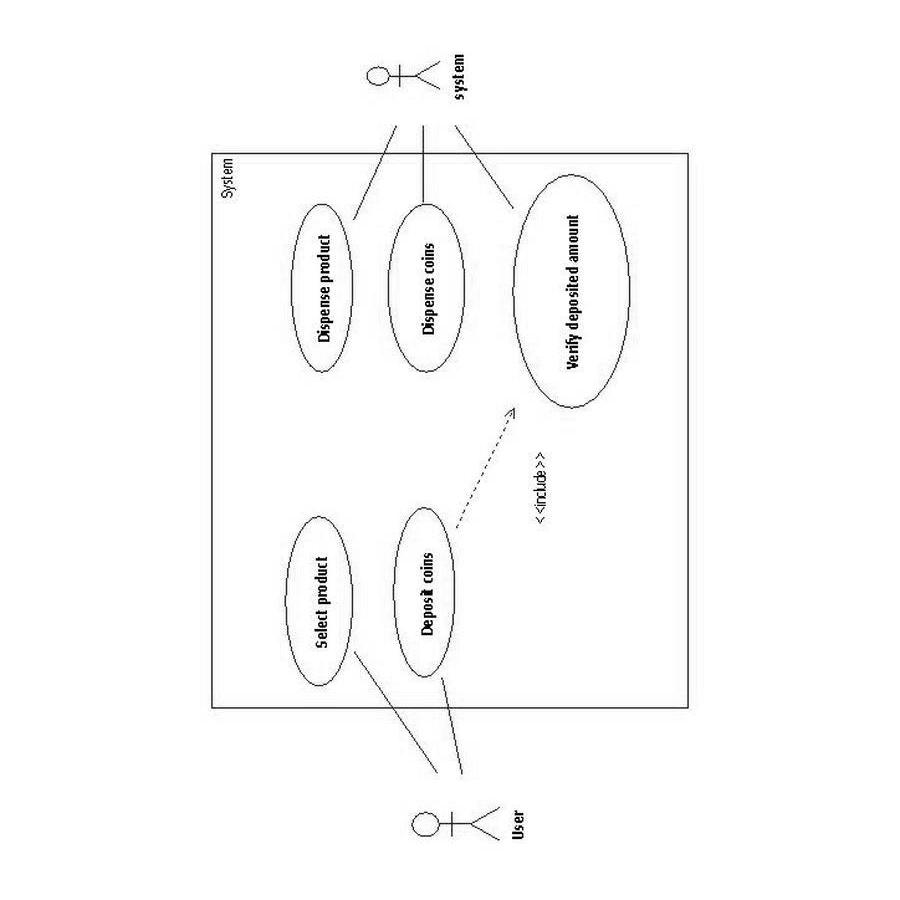 System
Select product
Dispense product
system
Deposit coins
Dispense coins
User
<<include>>
Verify deposited amount